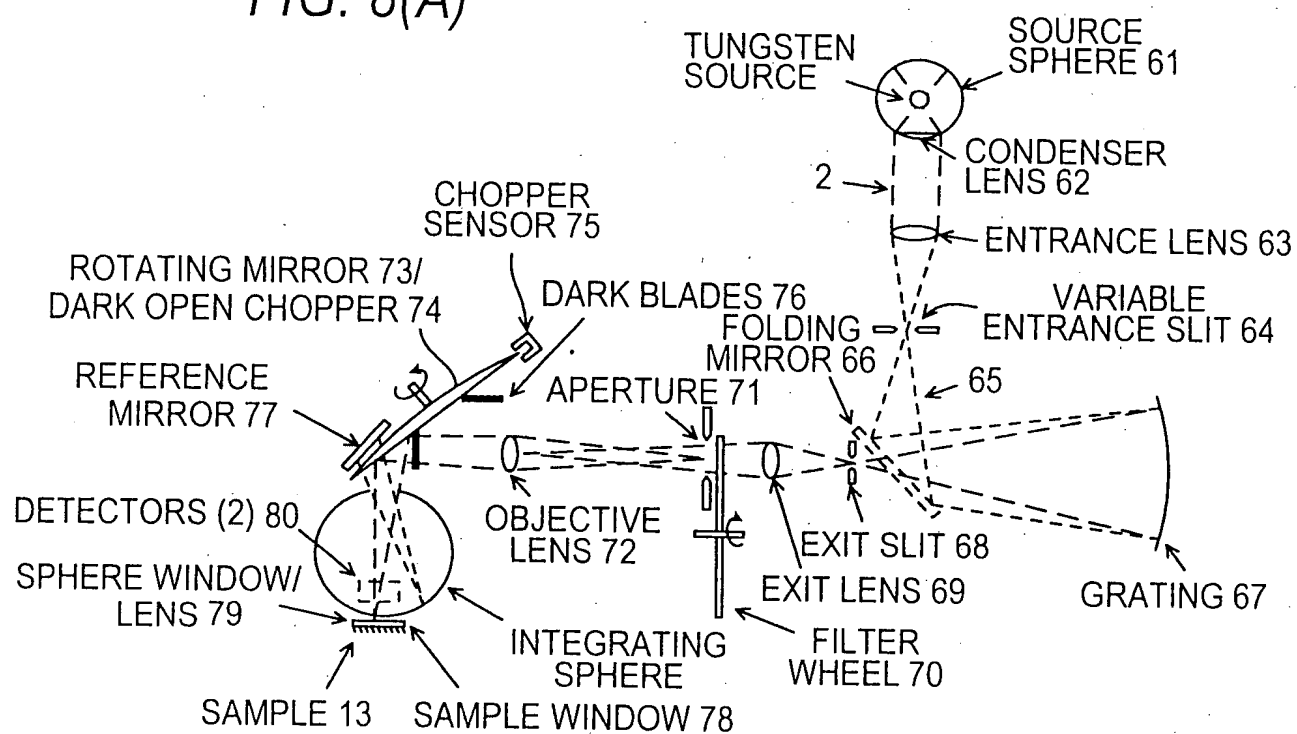 FIG. 8(A)
TUNGSTEN
SOURCE
SOURCE
SPHERE 61
CONDENSER
LENS 62
2
CHOPPER
SENSOR 75
ENTRANCE LENS 63
ROTATING MIRROR 73/
DARK OPEN CHOPPER 74
DARK BLADES 76
VARIABLE
ENTRANCE SLIT 64
FOLDING
MIRROR 66
REFERENCE
MIRROR 77
APERTURE 71
65
DETECTORS (2) 80
OBJECTIVE
LENS 72
EXIT SLIT 68
SPHERE WINDOW/
LENS 79
EXIT LENS 69
GRATING 67
INTEGRATING
SPHERE
FILTER
WHEEL 70
SAMPLE 13
SAMPLE WINDOW 78